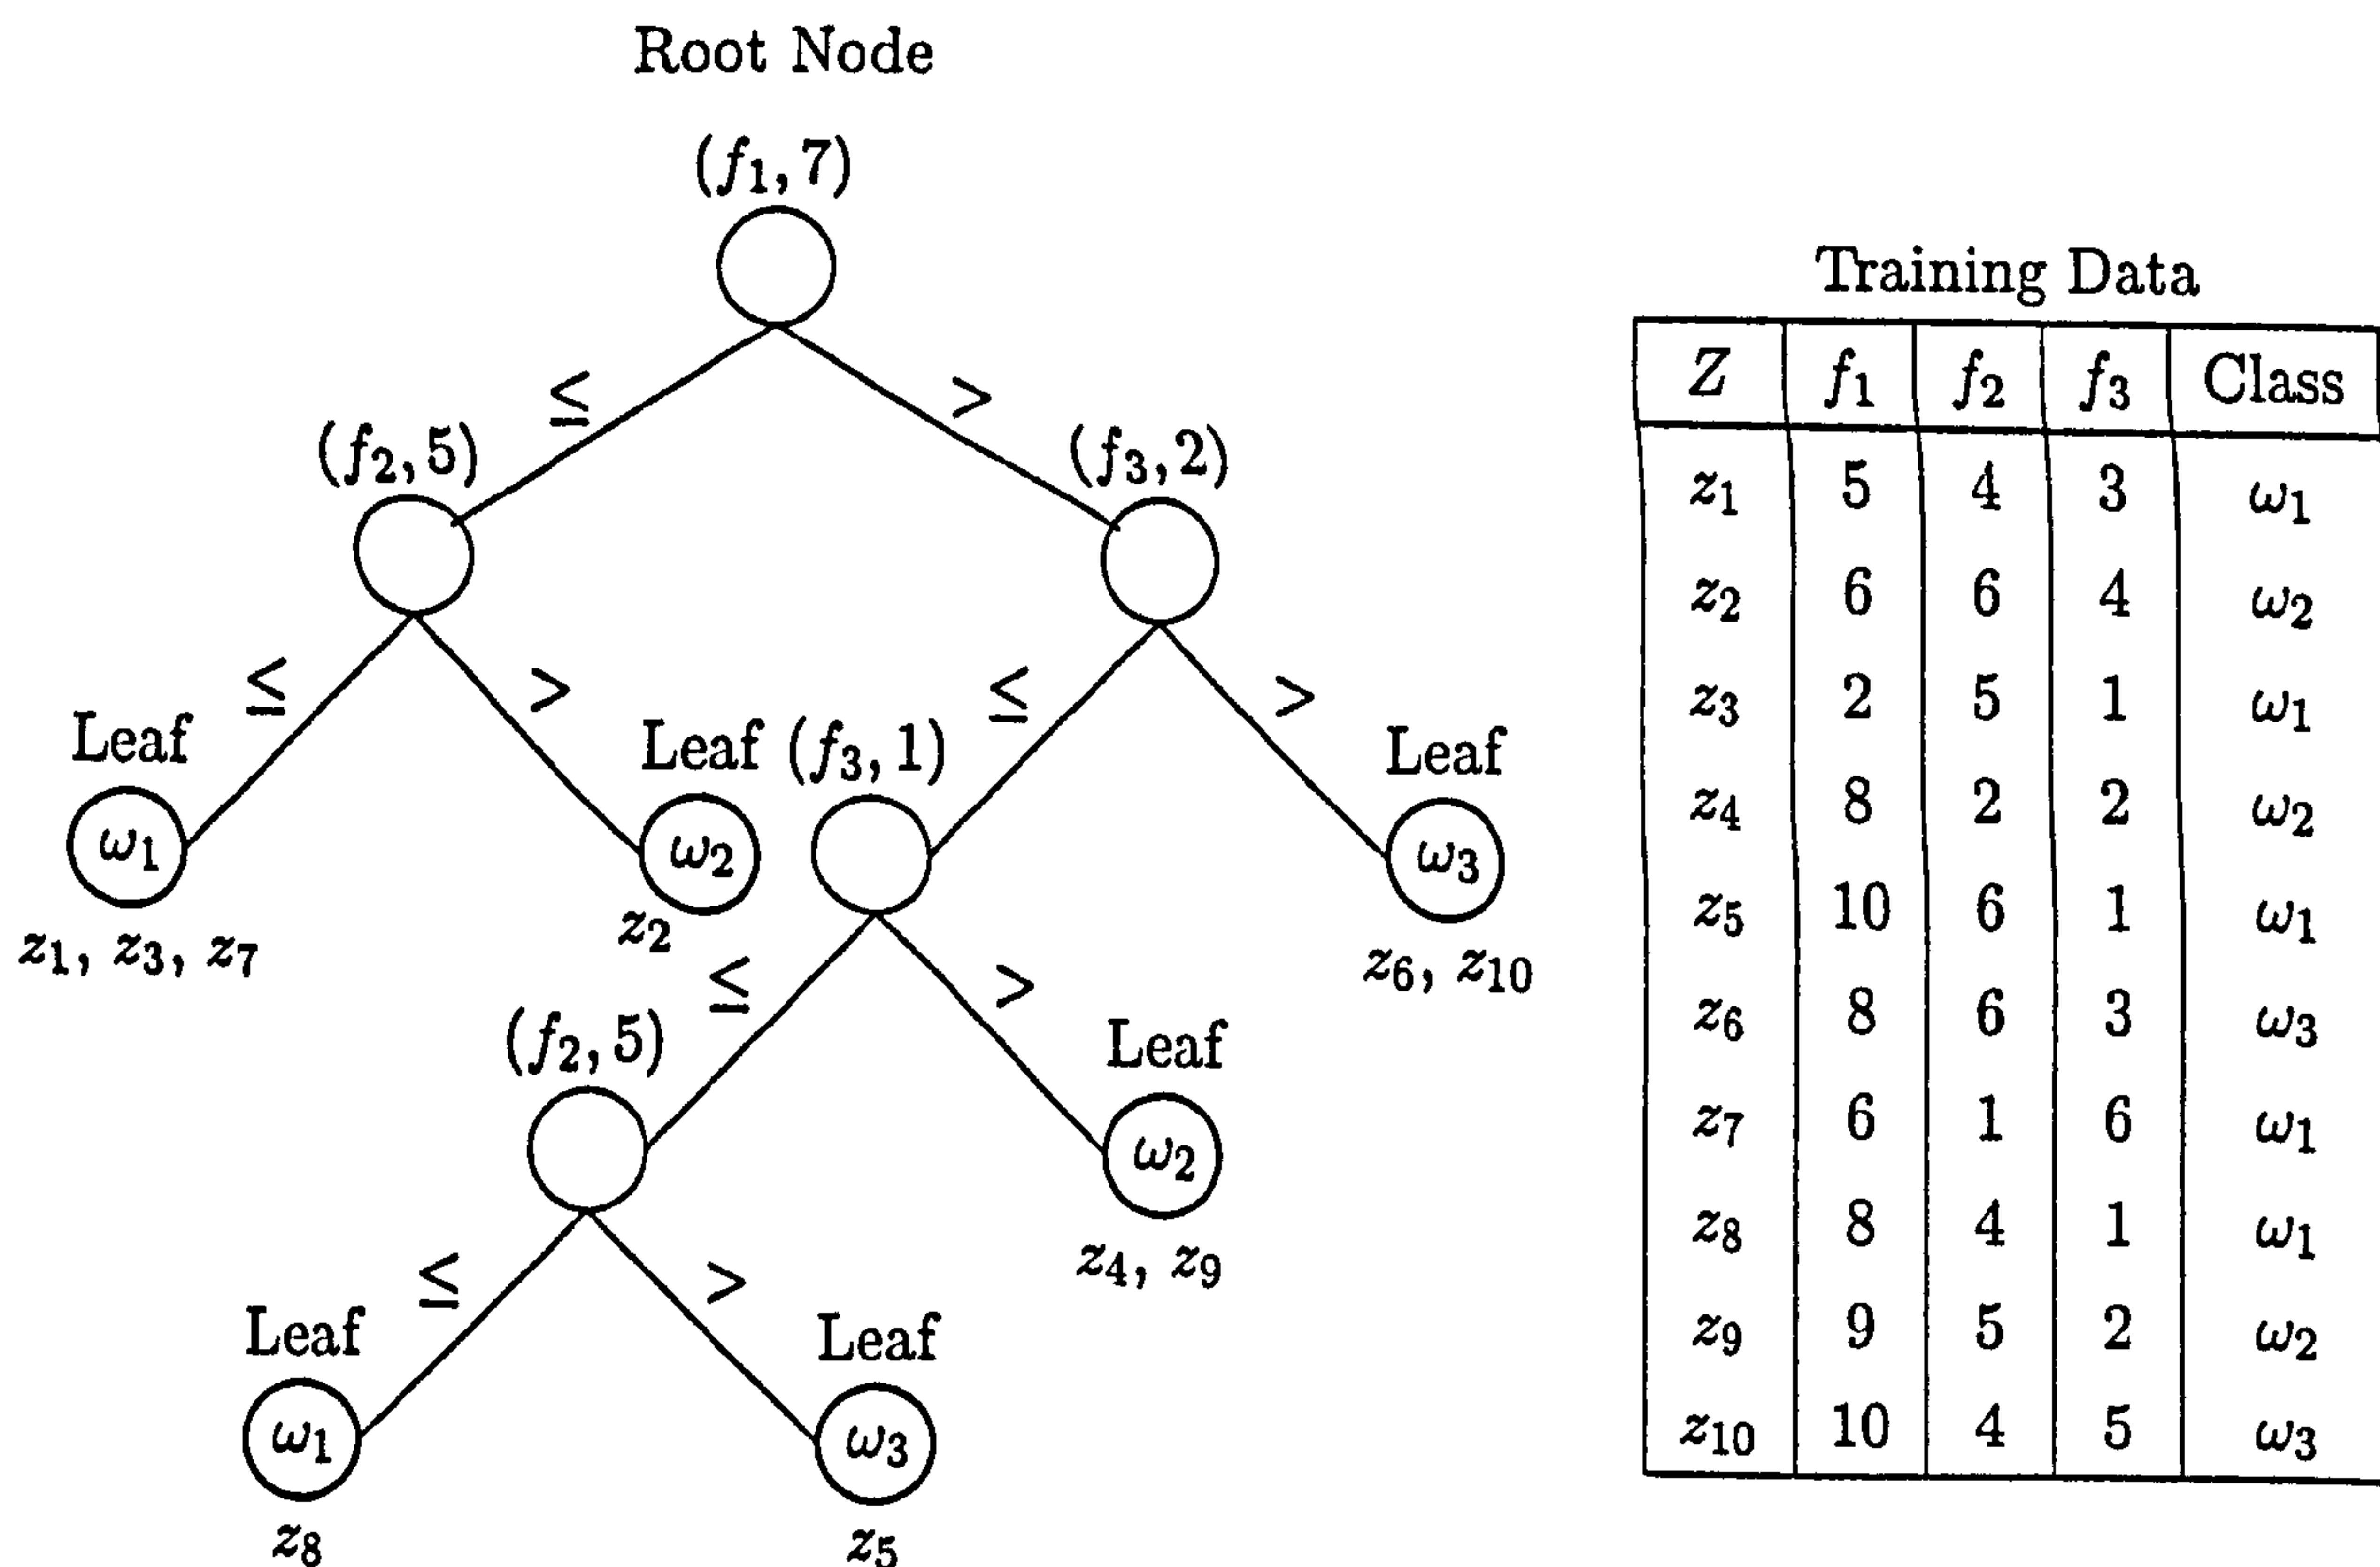 Root Node
(f₁, 7)
≤ >
(f₂, 5) (f₃, 2)
≤ > ≤ >
Leaf Leaf (f₃, 1) Leaf
ω₁ ω₂ ω₃
z₁, z₃, z₇ z₂ z₆, z₁₀
≤ >
(f₂, 5) Leaf
ω₂
z₄, z₉
≤ >
Leaf Leaf
ω₁ ω₃
z₈ z₅
Training Data
Z f₁ f₂ f₃ Class
z₁ 5 4 3 ω₁
z₂ 6 6 4 ω₂
z₃ 2 5 1 ω₁
z₄ 8 2 2 ω₂
z₅ 10 6 1 ω₁
z₆ 8 6 3 ω₃
z₇ 6 1 6 ω₁
z₈ 8 4 1 ω₁
z₉ 9 5 2 ω₂
z₁₀ 10 4 5 ω₃